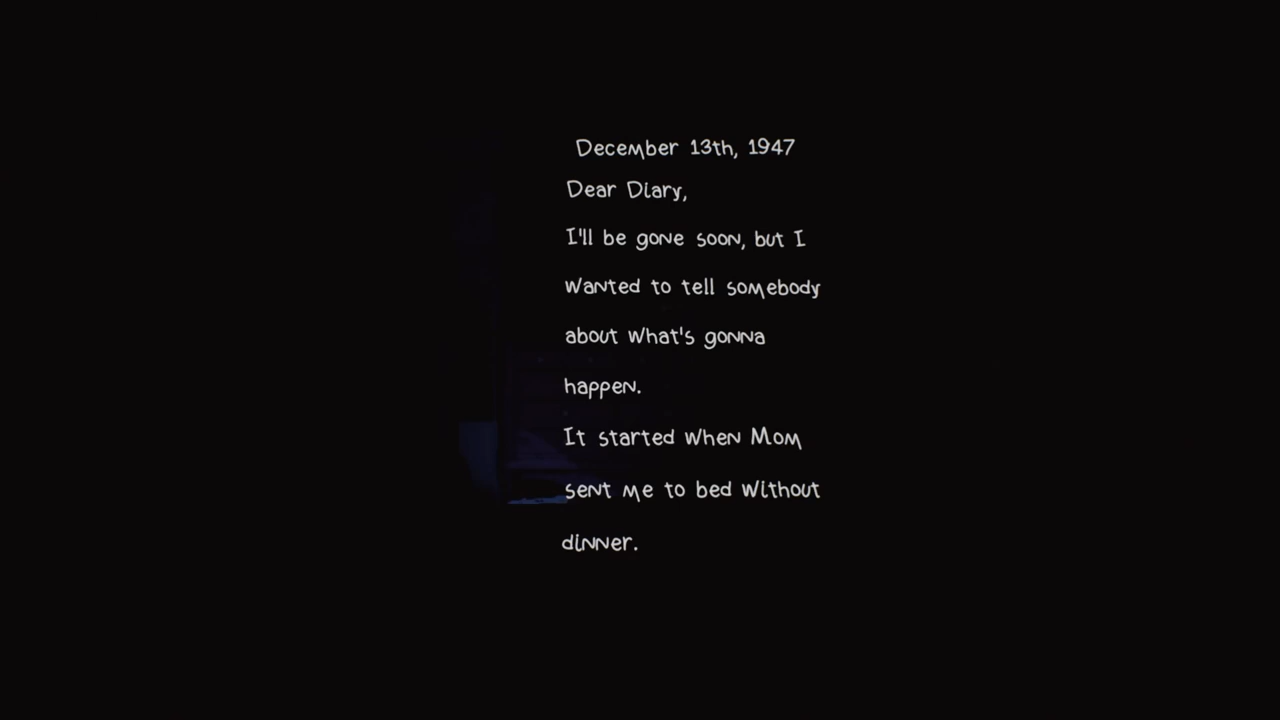 December 13th, 1947
Dear Diary,
I'll be gone soon, but I
wanted to tell somebody
about what's gonna
happen.
It started when Mom
sent me to bed without
dinner.